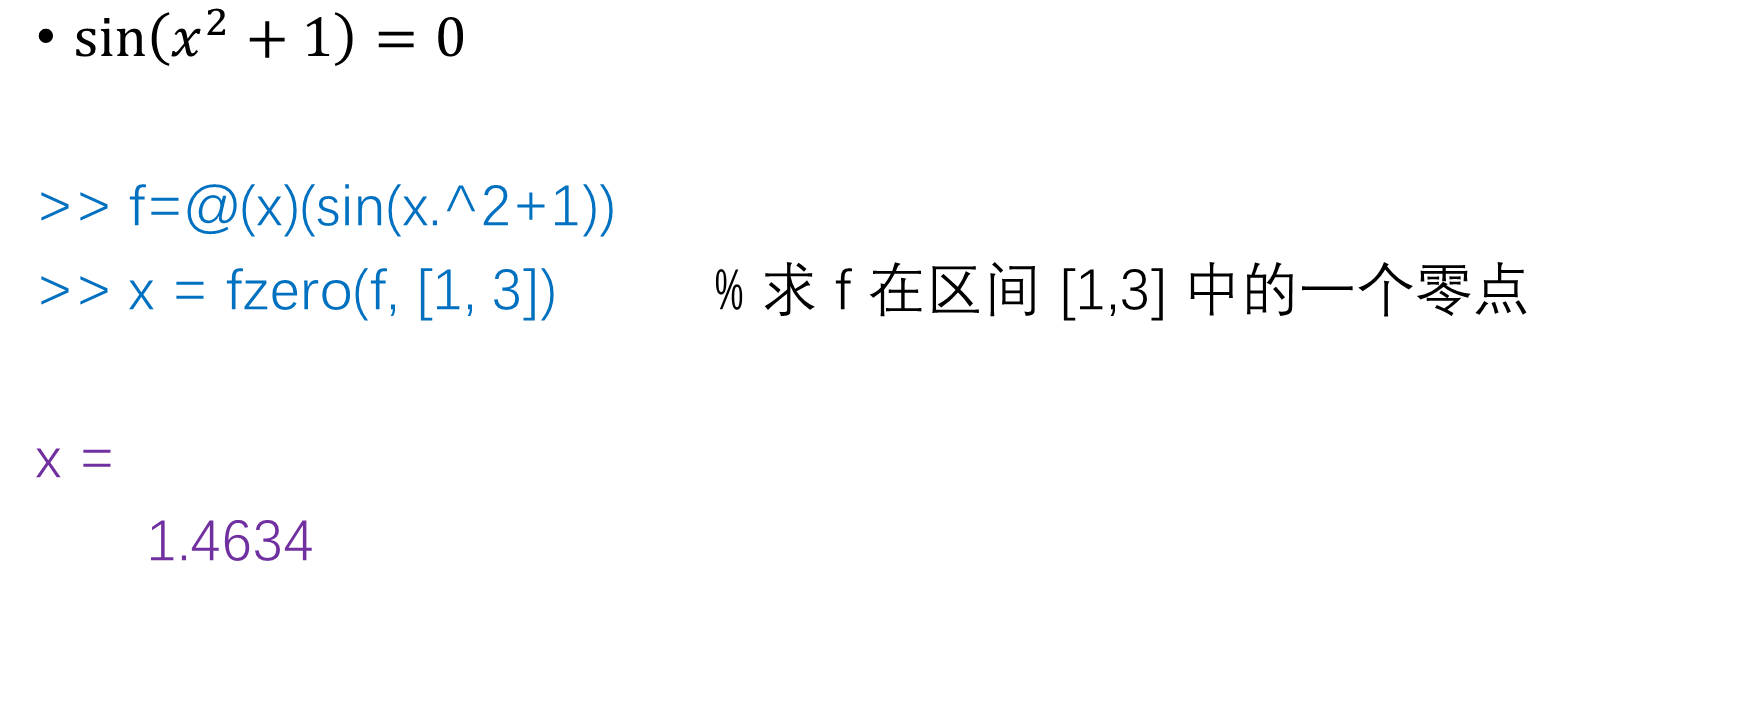 • sin(x² + 1) = 0
>> f=@(x)(sin(x.^2+1))
>> x = fzero(f, [1, 3]) % 求 f 在区间 [1,3] 中的一个零点
x =
1.4634